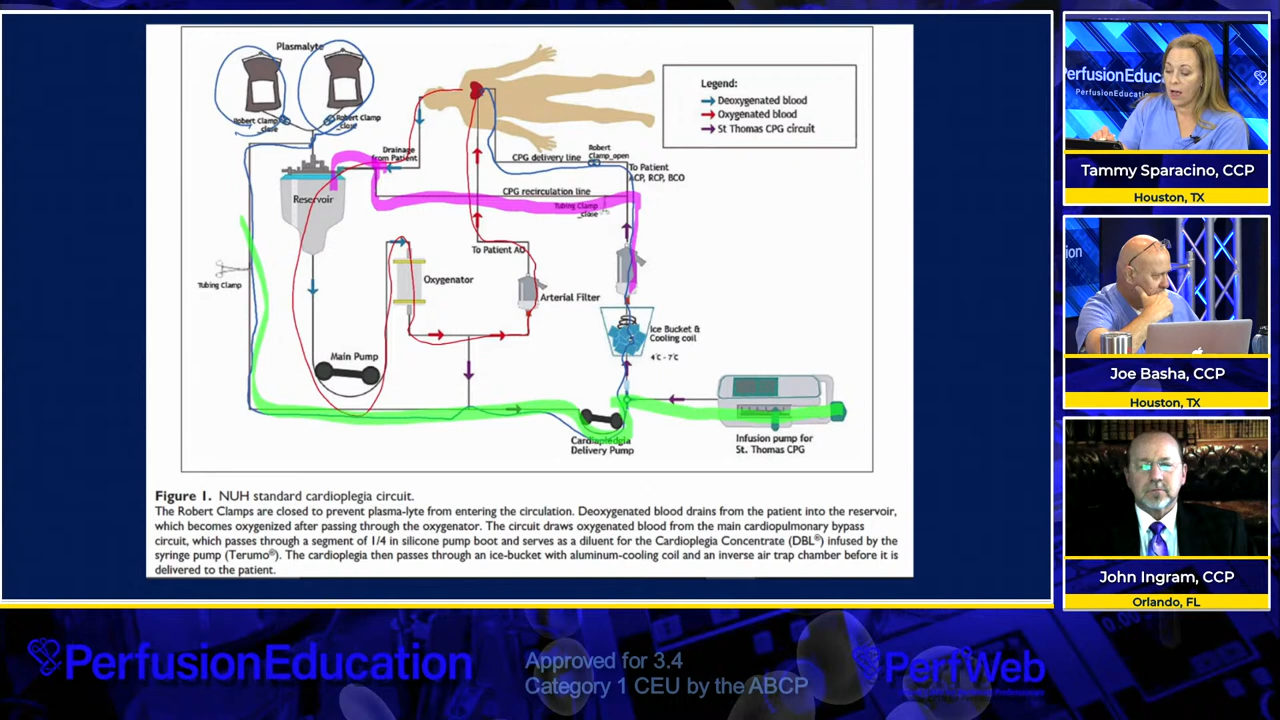 Plasmalyte
Robert Clamp
_close
Robert Clamp
_close
Legend:
Deoxygenated blood
Oxygenated blood
St Thomas CPG circuit
Drainage
from Patient
CPG delivery line
Robert
Clamp_open
To Patient
ACP, RCP, BCO
Reservoir
CPG recirculation line
Tubing Clamp
_close
To Patient AO
Tubing Clamp
Oxygenator
Arterial Filter
Ice Bucket &
Cooling coil
4°C - 7°C
Main Pump
Cardiaplegia
Delivery Pump
Infusion pump for
St. Thomas CPG
Figure 1. NUH standard cardioplegia circuit.
The Robert Clamps are closed to prevent plasma-lyte from entering the circulation. Deoxygenated blood drains from the patient into the reservoir,
which becomes oxygenized after passing through the oxygenator. The circuit draws oxygenated blood from the main cardiopulmonary bypass
circuit, which passes through a segment of 1/4 in silicone pump boot and serves as a diluent for the Cardioplegia Concentrate (DBL®) infused by the
syringe pump (Terumo®). The cardioplegia then passes through an ice-bucket with aluminum-cooling coil and an inverse air trap chamber before it is
delivered to the patient.
PerfusionEduc
PerfusionEducatio
Tammy Sparacino, CCP
Houston, TX
ion
Joe Basha, CCP
Houston, TX
John Ingram, CCP
Orlando, FL
PerfusionEducation
Approved for 3.4
Category 1 CEU by the ABCP
PerfWeb